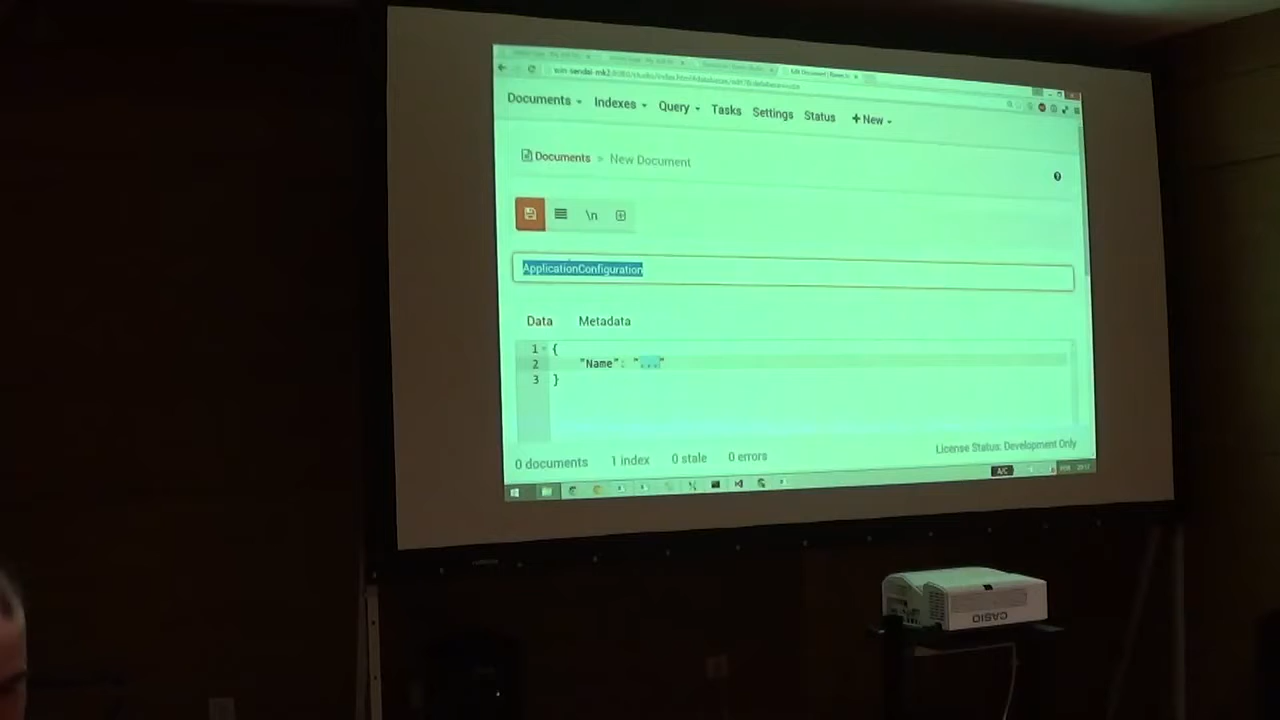 Documents Indexes Query Tasks Settings Status + New
Documents > New Document
\n
ApplicationConfiguration
Data Metadata
1 {
2 "Name": "..."
3 }
License Status: Development Only
0 documents 1 index 0 stale 0 errors
A/C
CASIO